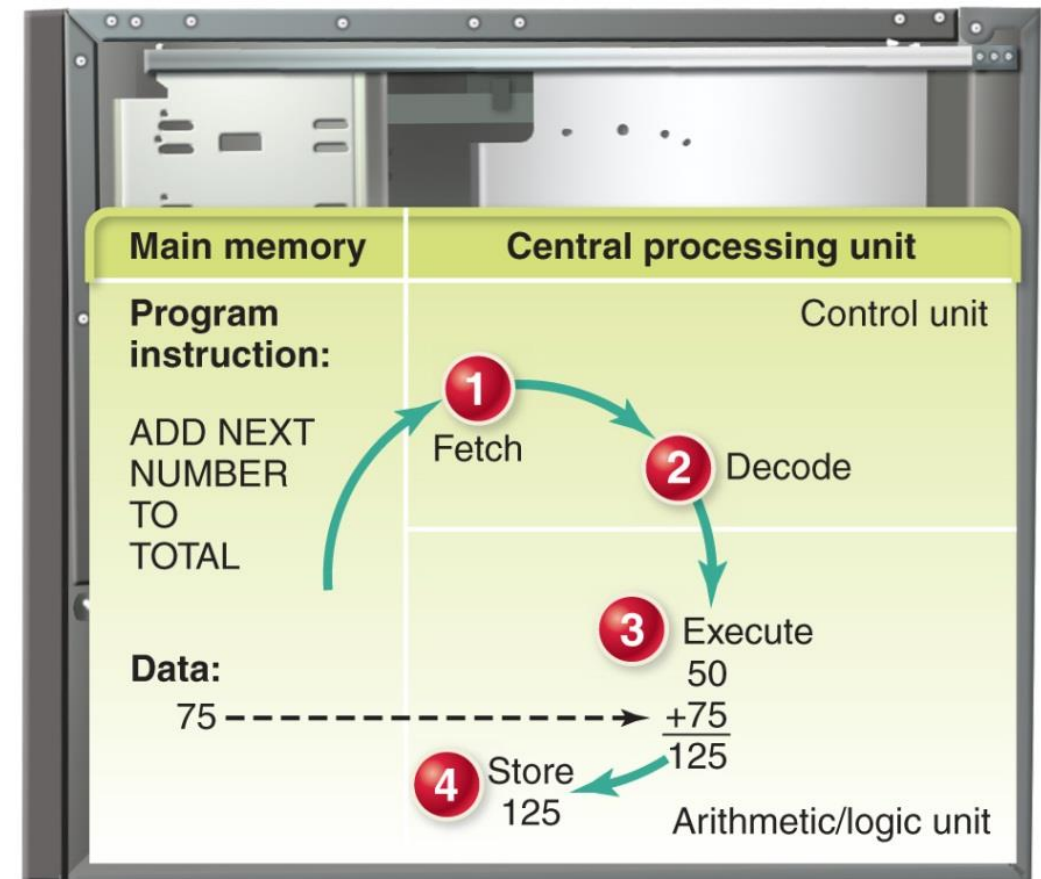 Main memory
Central processing unit
Program
instruction:
ADD NEXT
NUMBER
TO
TOTAL
Data:
75
Control unit
1
Fetch
2
Decode
3
Execute
50
+75
125
4
Store
125
Arithmetic/logic unit